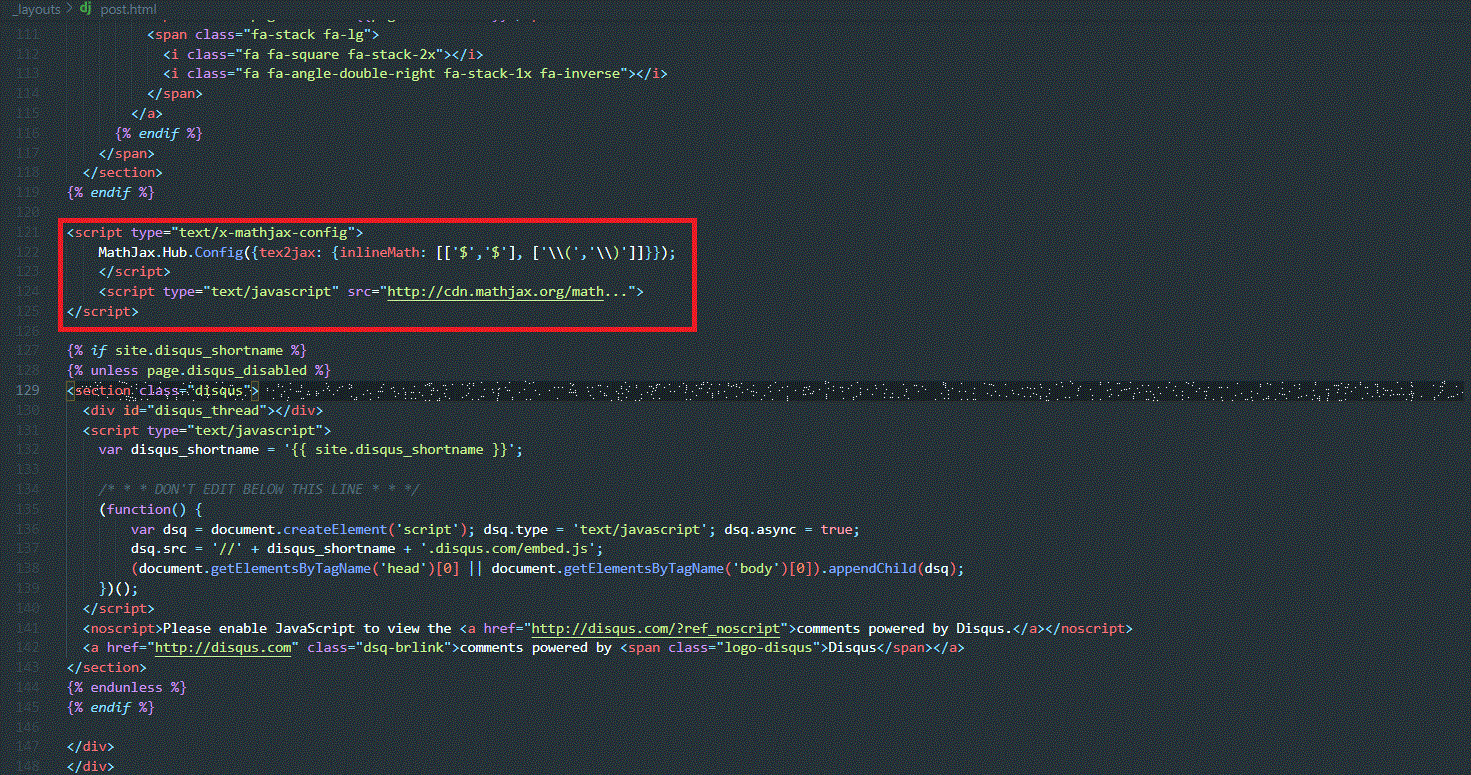 _layouts > post.html
111 <span class="fa-stack fa-lg">
112 <i class="fa fa-square fa-stack-2x"></i>
113 <i class="fa fa-angle-double-right fa-stack-1x fa-inverse"></i>
114 </span>
115 </a>
116 {% endif %}
117 </span>
118 </section>
119 {% endif %}
120
121 <script type="text/x-mathjax-config">
122 MathJax.Hub.Config({tex2jax: {inlineMath: [['$','$'], ['\\(','\\)']]}});
123 </script>
124 <script type="text/javascript" src="http://cdn.mathjax.org/math...">
125 </script>
126
127 {% if site.disqus_shortname %}
128 {% unless page.disqus_disabled %}
129 <section class="disqus">
130 <div id="disqus_thread"></div>
131 <script type="text/javascript">
132 var disqus_shortname = '{{ site.disqus_shortname }}';
133
134 /* * * DON'T EDIT BELOW THIS LINE * * */
135 (function() {
136 var dsq = document.createElement('script'); dsq.type = 'text/javascript'; dsq.async = true;
137 dsq.src = '//' + disqus_shortname + '.disqus.com/embed.js';
138 (document.getElementsByTagName('head')[0] || document.getElementsByTagName('body')[0]).appendChild(dsq);
139 })();
140 </script>
141 <noscript>Please enable JavaScript to view the <a href="http://disqus.com/?ref_noscript">comments powered by Disqus.</a></noscript>
142 <a href="http://disqus.com" class="dsq-brlink">comments powered by <span class="logo-disqus">Disqus</span></a>
143 </section>
144 {% endunless %}
145 {% endif %}
146
147 </div>
148 </div>